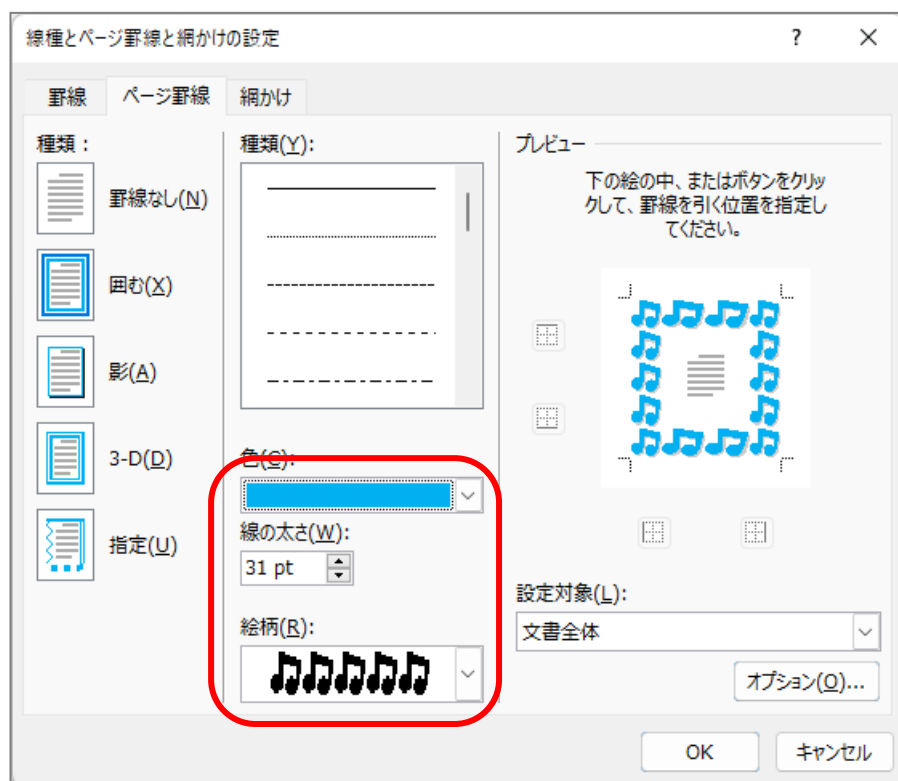 線種とページ罫線と網かけの設定
?
罫線
ページ罫線
網かけ
種類：
罫線なし(N)
囲む(X)
影(A)
3-D(D)
指定(U)
種類(Y):
色(C):
線の太さ(W):
31 pt
絵柄(R):
プレビュー
下の絵の中、またはボタンをクリッ
クして、罫線を引く位置を指定し
てください。
設定対象(L):
文書全体
オプション(O)...
OK
キャンセル